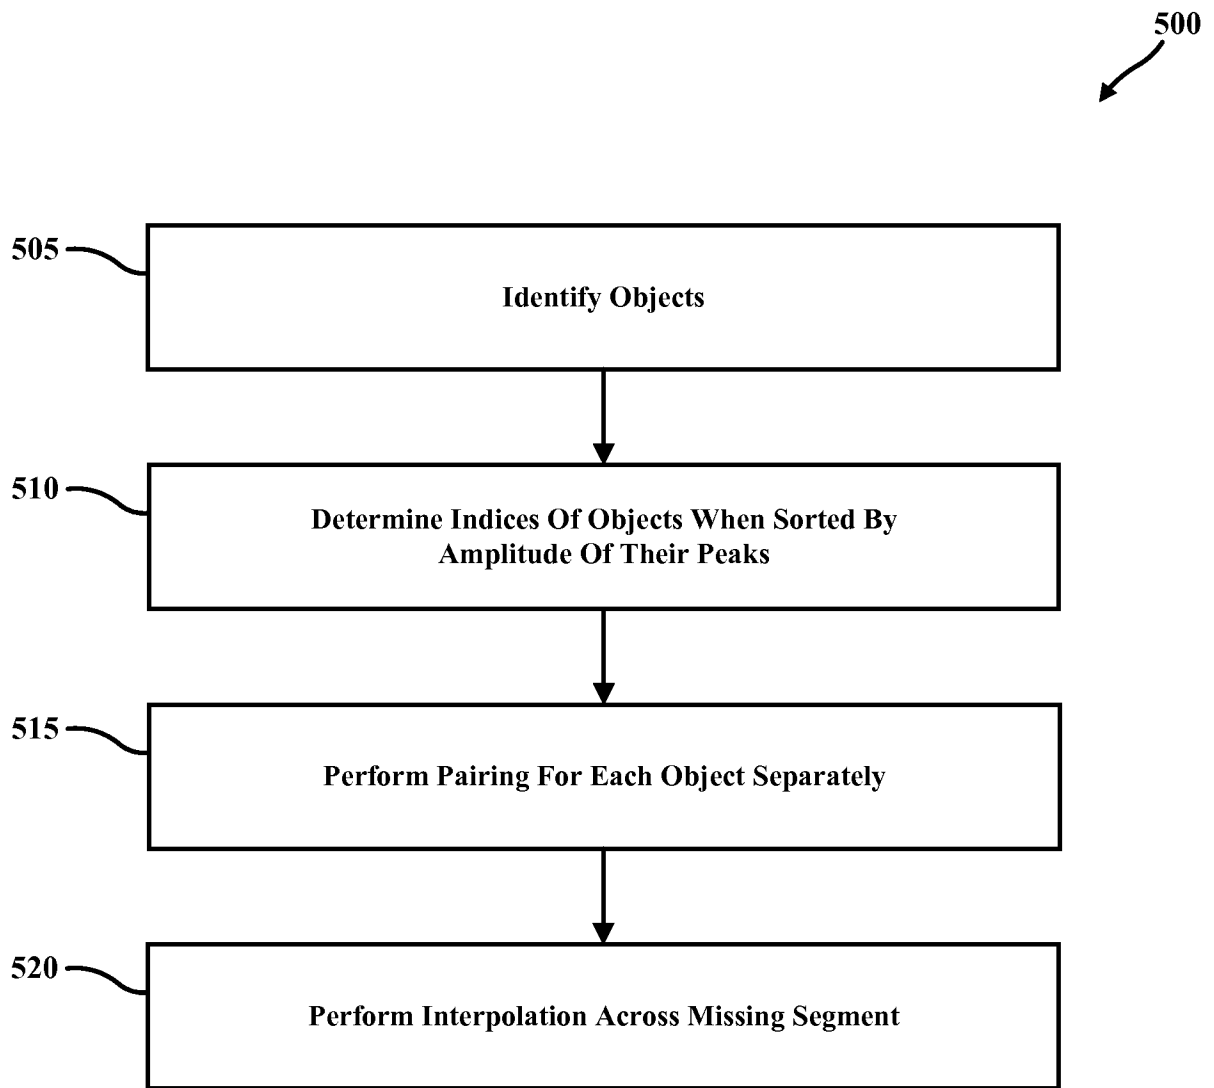 500
505
Identify Objects
510
Determine Indices Of Objects When Sorted By
Amplitude Of Their Peaks
515
Perform Pairing For Each Object Separately
520
Perform Interpolation Across Missing Segment